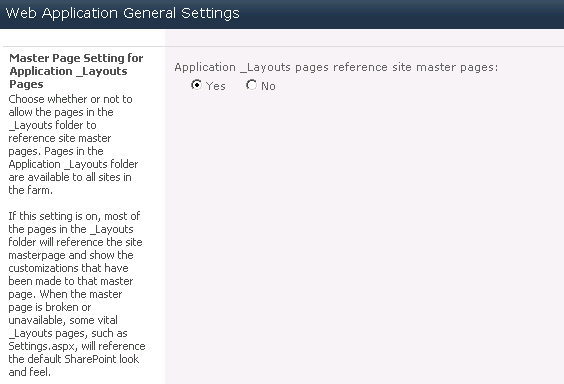 Web Application General Settings
Master Page Setting for
Application _Layouts
Pages
Choose whether or not to
allow the pages in the
_Layouts folder to
reference site master
pages. Pages in the
Application _Layouts folder
are available to all sites in
the farm.
If this setting is on, most of
the pages in the _Layouts
folder will reference the site
masterpage and show the
customizations that have
been made to that master
page. When the master
page is broken or
unavailable, some vital
_Layouts pages, such as
Settings.aspx, will reference
the default SharePoint look
and feel.
Application _Layouts pages reference site master pages:
Yes No